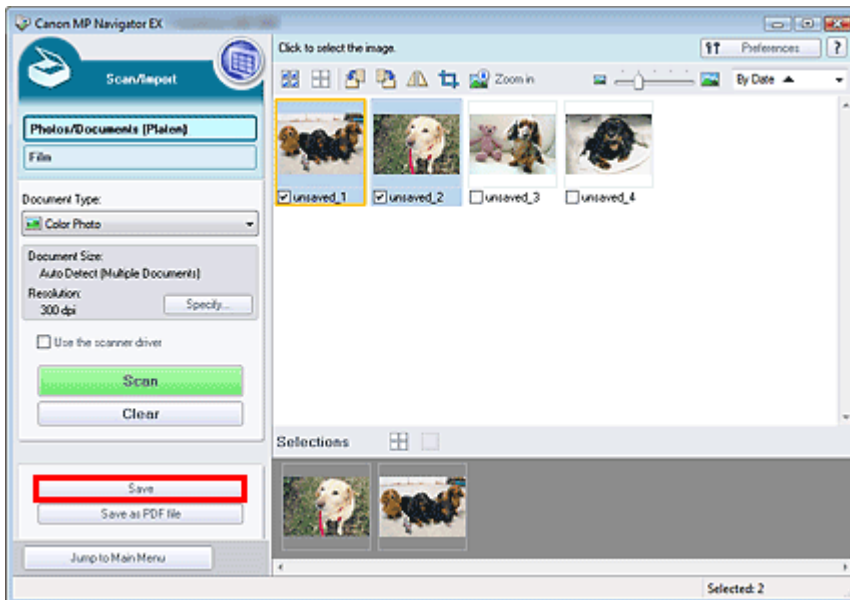 Canon MP Navigator EX
Scan/Import
Photos/Documents (Platen)
Film
Document Type:
Color Photo
Document Size:
Auto Detect (Multiple Documents)
Resolution:
300 dpi
Specify...
Use the scanner driver
Scan
Clear
Save
Save as PDF file
Jump to Main Menu
Click to select the image.
Preferences
?
Zoom in
By Date
unsaved_1 unsaved_2 unsaved_3 unsaved_4
Selections
Selected: 2